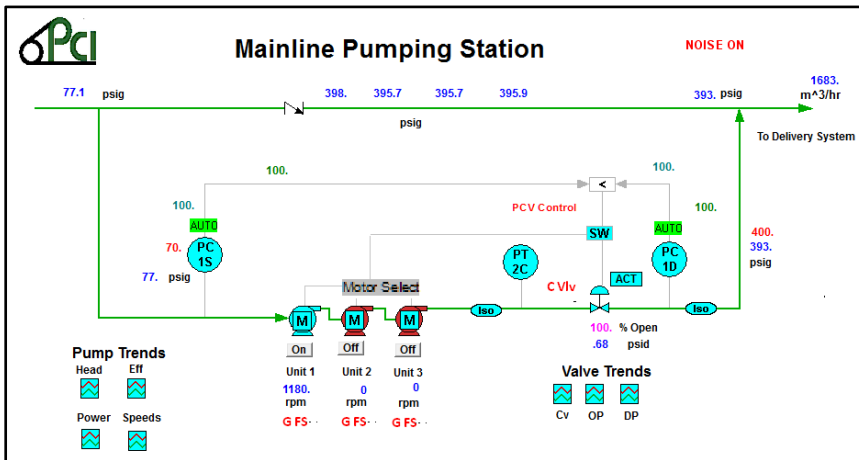 PCI
Mainline Pumping Station
NOISE ON
77.1 psig
398. 395.7 395.7 395.9
393. psig
1683.
m^3/hr
psig
To Delivery System
100.
100.
<
100.
PCV Control
100.
AUTO
SW
AUTO
100.
70.
PC
1S
PT
2C
PC
1D
400.
393.
psig
77. psig
Motor Select
C Vlv
ACT
M M M
Iso
Iso
100. % Open
.68 psid
On Off Off
Unit 1 Unit 2 Unit 3
1180. 0 0
rpm rpm rpm
G FS- G FS- G FS-
Pump Trends
Head Eff
Power Speeds
Valve Trends
Cv OP DP